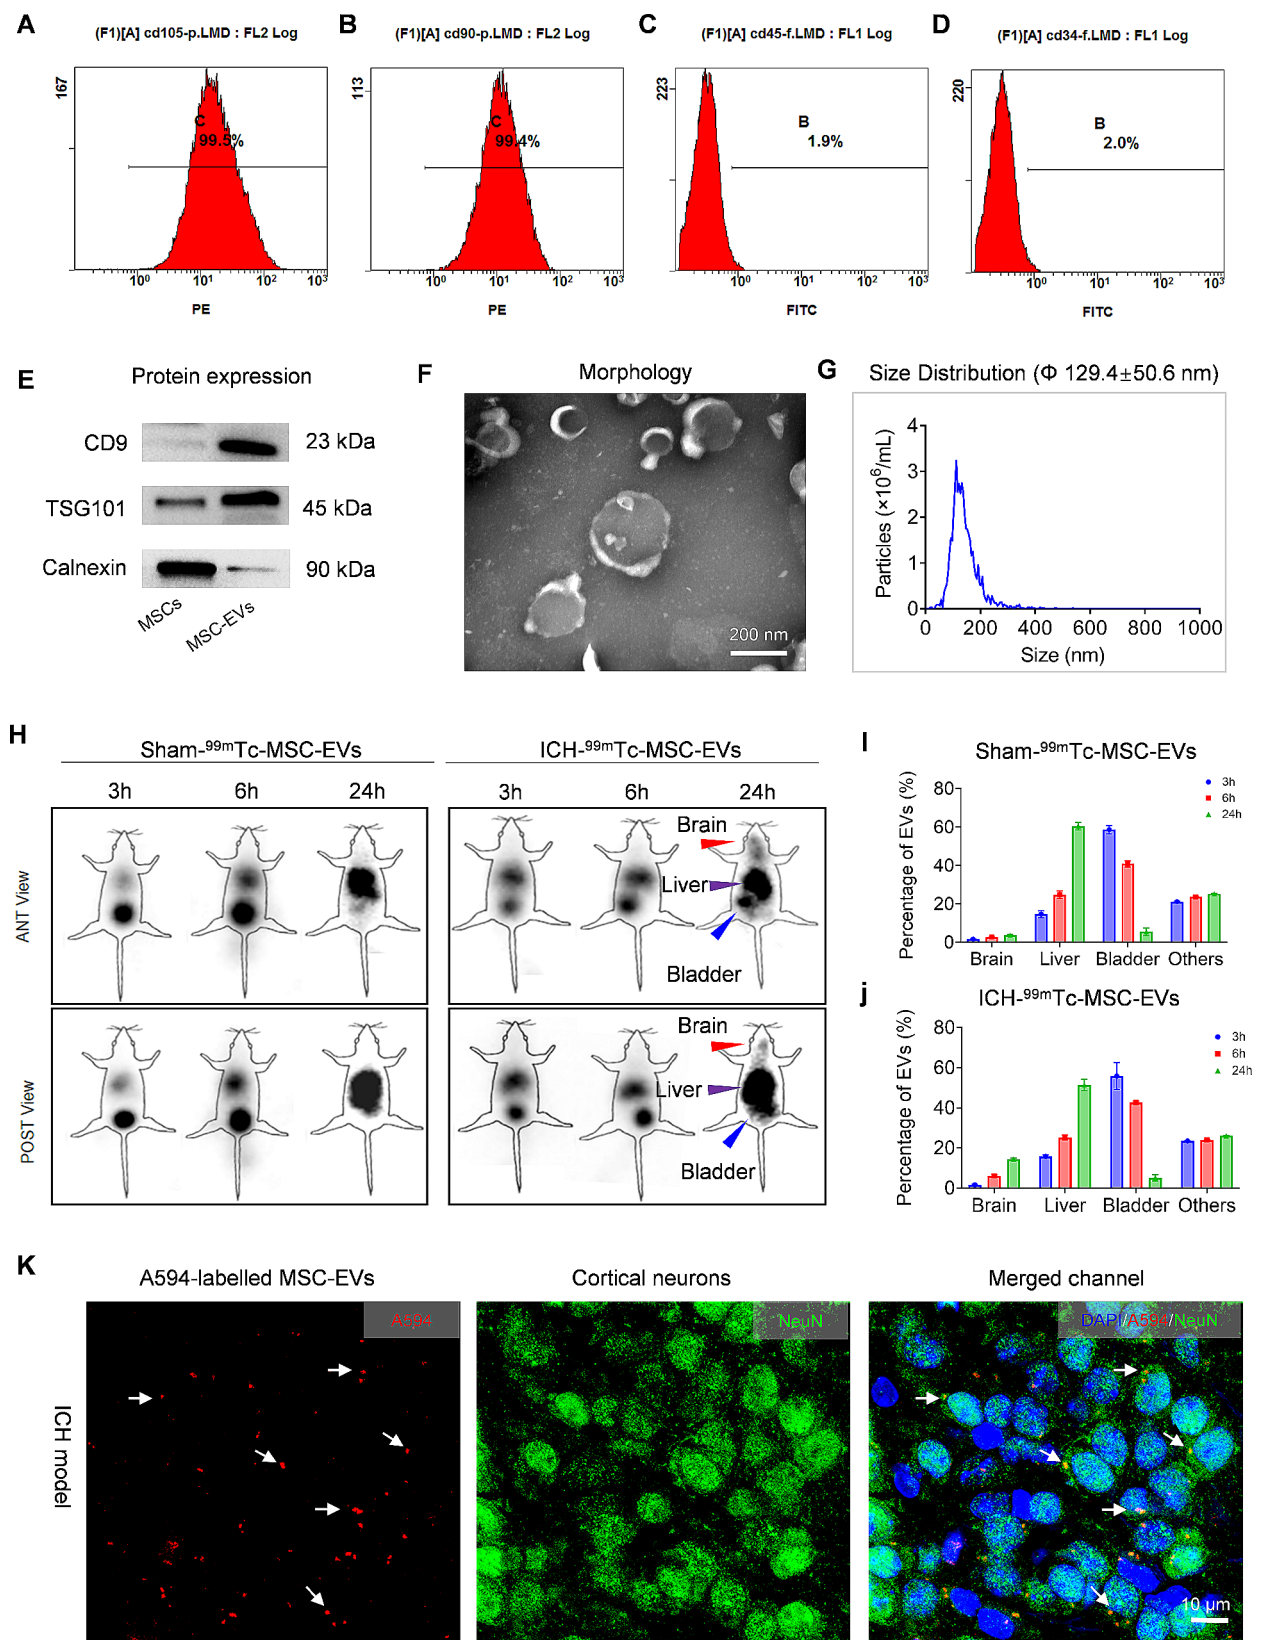 A
(F1)[A] cd105-p.LMD : FL2 Log
167
C
99.5%
10⁰ 10¹ 10² 10³
PE
B
(F1)[A] cd90-p.LMD : FL2 Log
113
C
99.4%
10⁰ 10¹ 10² 10³
PE
C
(F1)[A] cd45-f.LMD : FL1 Log
223
B
1.9%
10⁰ 10¹ 10² 10³
FITC
D
(F1)[A] cd34-f.LMD : FL1 Log
220
B
2.0%
10⁰ 10¹ 10² 10³
FITC
E
Protein expression
CD9 23 kDa
TSG101 45 kDa
Calnexin 90 kDa
MSCs MSC-EVs
F
Morphology
200 nm
G
Size Distribution (Φ 129.4±50.6 nm)
Particles (×10⁶/mL)
4
3
2
1
0
0 200 400 600 800 1000
Size (nm)
H
Sham-⁹⁹ᵐTc-MSC-EVs
3h 6h 24h
ICH-⁹⁹ᵐTc-MSC-EVs
3h 6h 24h
ANT View
Brain
Liver
Bladder
POST View
Brain
Liver
Bladder
I
Sham-⁹⁹ᵐTc-MSC-EVs
Percentage of EVs (%)
80
60
40
20
0
3h
6h
24h
Brain Liver Bladder Others
j
ICH-⁹⁹ᵐTc-MSC-EVs
Percentage of EVs (%)
80
60
40
20
0
3h
6h
24h
Brain Liver Bladder Others
K
A594-labelled MSC-EVs
Cortical neurons
Merged channel
ICH model
A594
NeuN
DAPI/A594/NeuN
10 μm